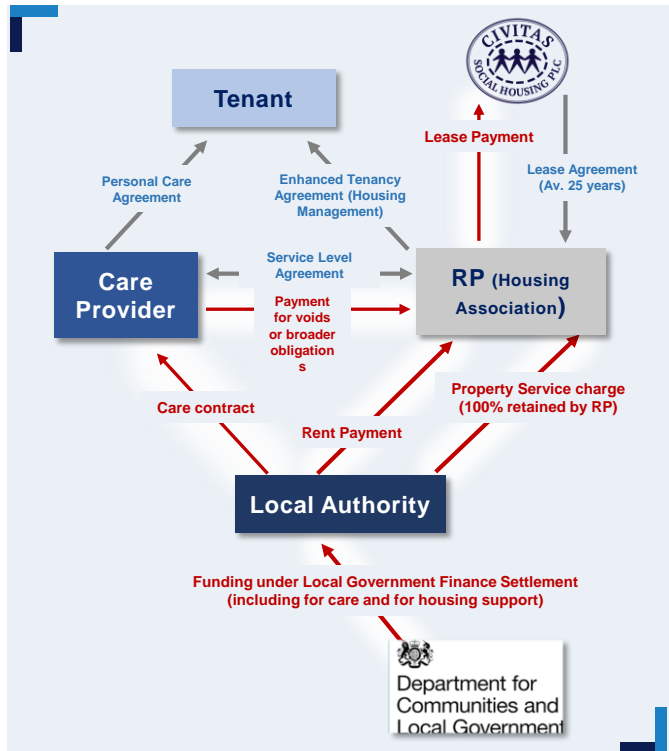 CIVITAS
SOCIAL HOUSING PLC
Tenant
Lease Payment
Personal Care
Agreement
Enhanced Tenancy
Agreement (Housing
Management)
Lease Agreement
(Av. 25 years)
Care
Provider
Service Level
Agreement
RP (Housing
Association)
Payment
for voids
or broader
obligation
s
Care contract
Property Service charge
(100% retained by RP)
Rent Payment
Local Authority
Funding under Local Government Finance Settlement
(including for care and for housing support)
Department for
Communities and
Local Government